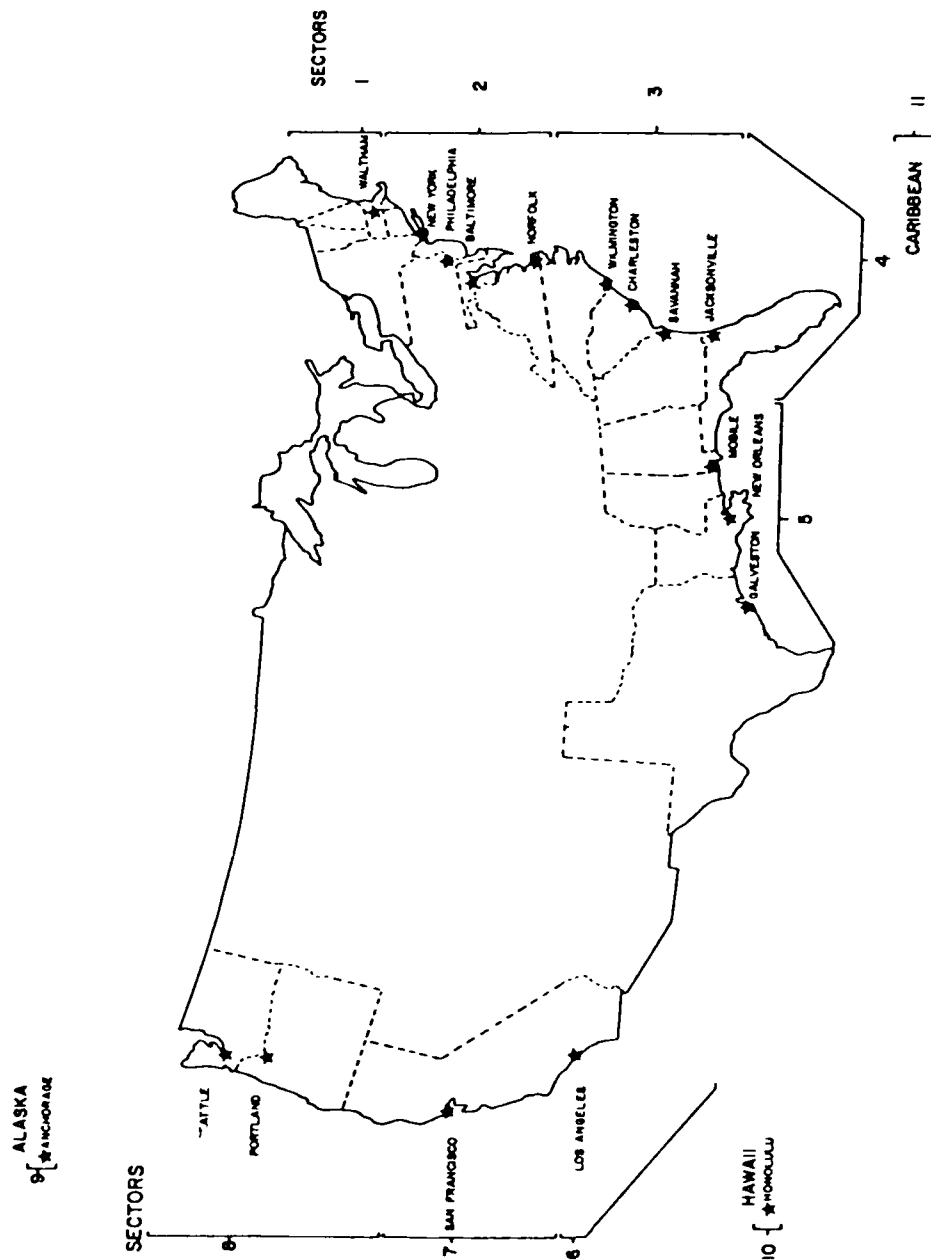 ALASKA
9 ANCHORAGE
SECTORS
8
7
6
ATTLE
PORTLAND
SAN FRANCISCO
LOS ANGELES
HAWAII
10 HONOLULU
SECTORS
1
2
3
WALTHAM
NEW YORK
PHILADELPHIA
BALTIMORE
NORFOLK
WILMINGTON
CHARLESTON
SAVANNAH
JACKSONVILLE
MOBILE
NEW ORLEANS
GALVESTON
5
4
CARIBBEAN
11